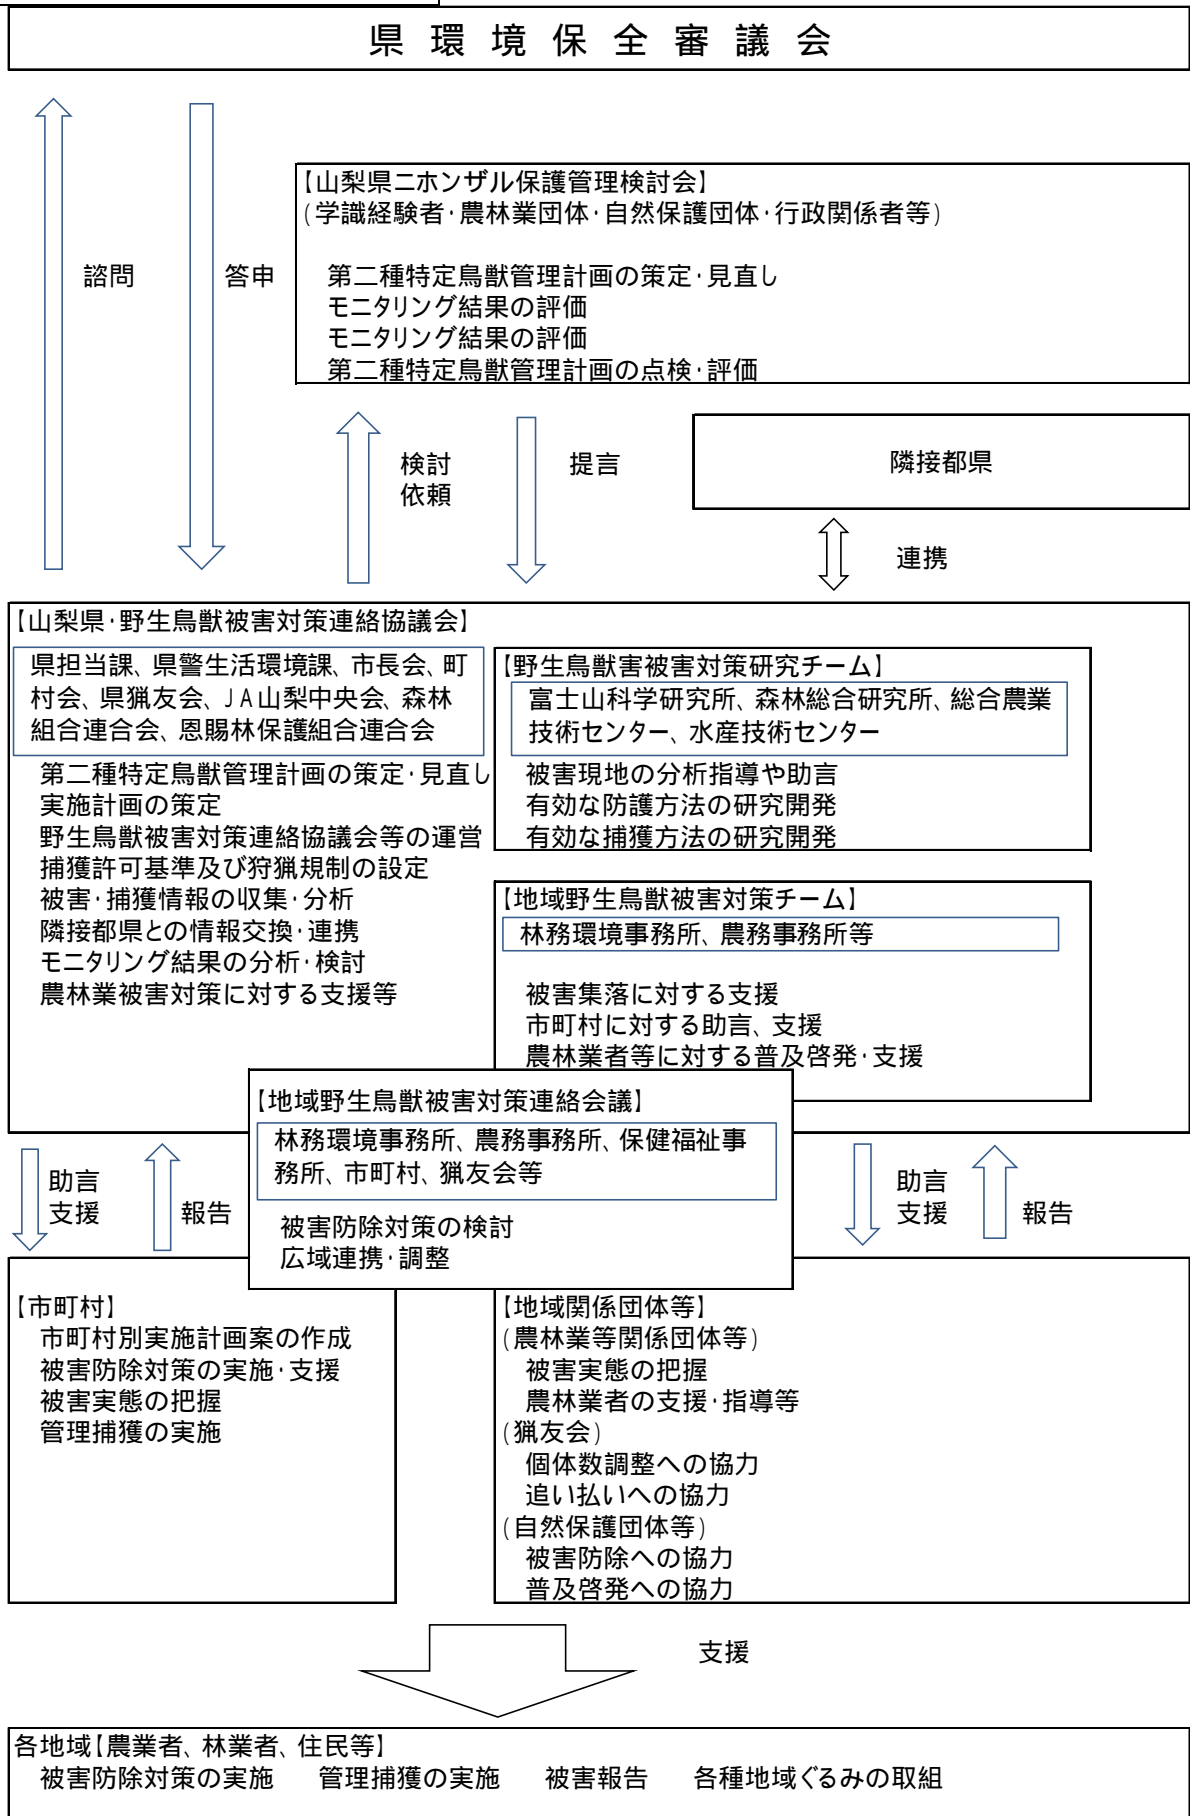 県環境保全審議会
【山梨県ニホンザル保護管理検討会】
(学識経験者・農林業団体・自然保護団体・行政関係者等)
第二種特定鳥獣管理計画の策定・見直し
モニタリング結果の評価
モニタリング結果の評価
第二種特定鳥獣管理計画の点検・評価
諮問
答申
検討
依頼
提言
隣接都県
連携
【山梨県・野生鳥獣被害対策連絡協議会】
県担当課、県警生活環境課、市長会、町
村会、県猟友会、JA山梨中央会、森林
組合連合会、恩賜林保護組合連合会
第二種特定鳥獣管理計画の策定・見直し
実施計画の策定
野生鳥獣被害対策連絡協議会等の運営
捕獲許可基準及び狩猟規制の設定
被害・捕獲情報の収集・分析
隣接都県との情報交換・連携
モニタリング結果の分析・検討
農林業被害対策に対する支援等
【野生鳥獣害被害対策研究チーム】
富士山科学研究所、森林総合研究所、総合農業
技術センター、水産技術センター
被害現地の分析指導や助言
有効な防護方法の研究開発
有効な捕獲方法の研究開発
【地域野生鳥獣被害対策チーム】
林務環境事務所、農務事務所等
被害集落に対する支援
市町村に対する助言、支援
農林業者等に対する普及啓発・支援
【地域野生鳥獣被害対策連絡会議】
林務環境事務所、農務事務所、保健福祉事
務所、市町村、猟友会等
被害防除対策の検討
広域連携・調整
助言
支援
報告
助言
支援
報告
【市町村】
市町村別実施計画案の作成
被害防除対策の実施・支援
被害実態の把握
管理捕獲の実施
【地域関係団体等】
(農林業等関係団体等)
被害実態の把握
農林業者の支援・指導等
(猟友会)
個体数調整への協力
追い払いへの協力
(自然保護団体等)
被害防除への協力
普及啓発への協力
支援
各地域【農業者、林業者、住民等】
被害防除対策の実施 管理捕獲の実施 被害報告 各種地域ぐるみの取組